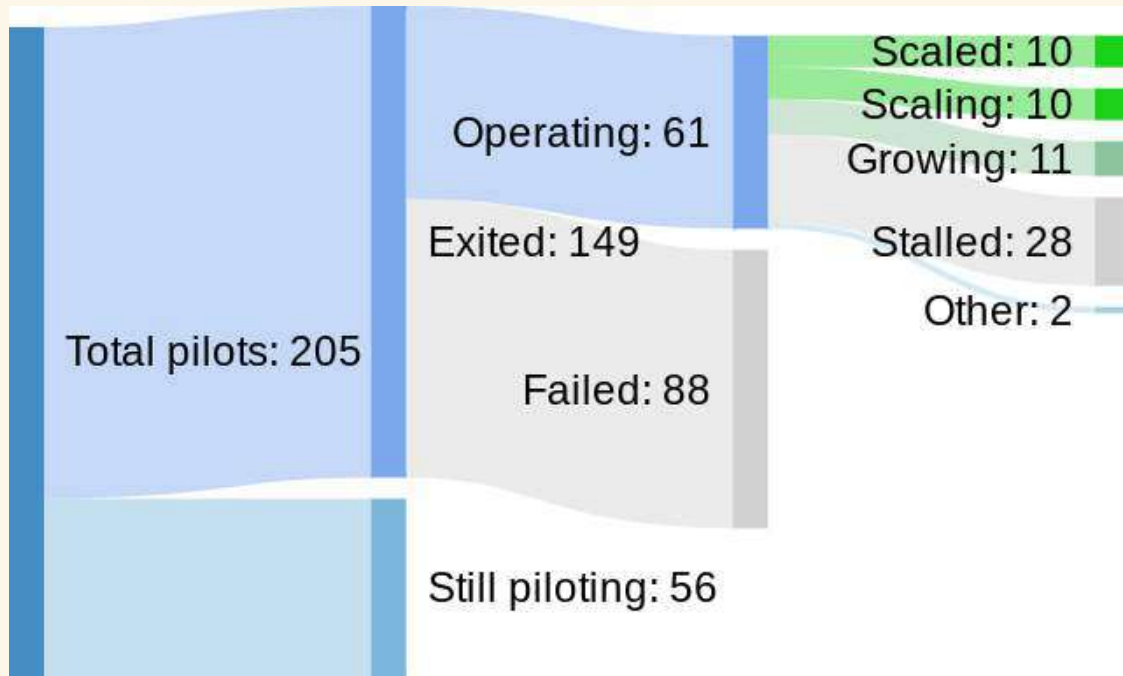 Scaled: 10
Scaling: 10
Operating: 61
Growing: 11
Exited: 149
Stalled: 28
Other: 2
Total pilots: 205
Failed: 88
Still piloting: 56